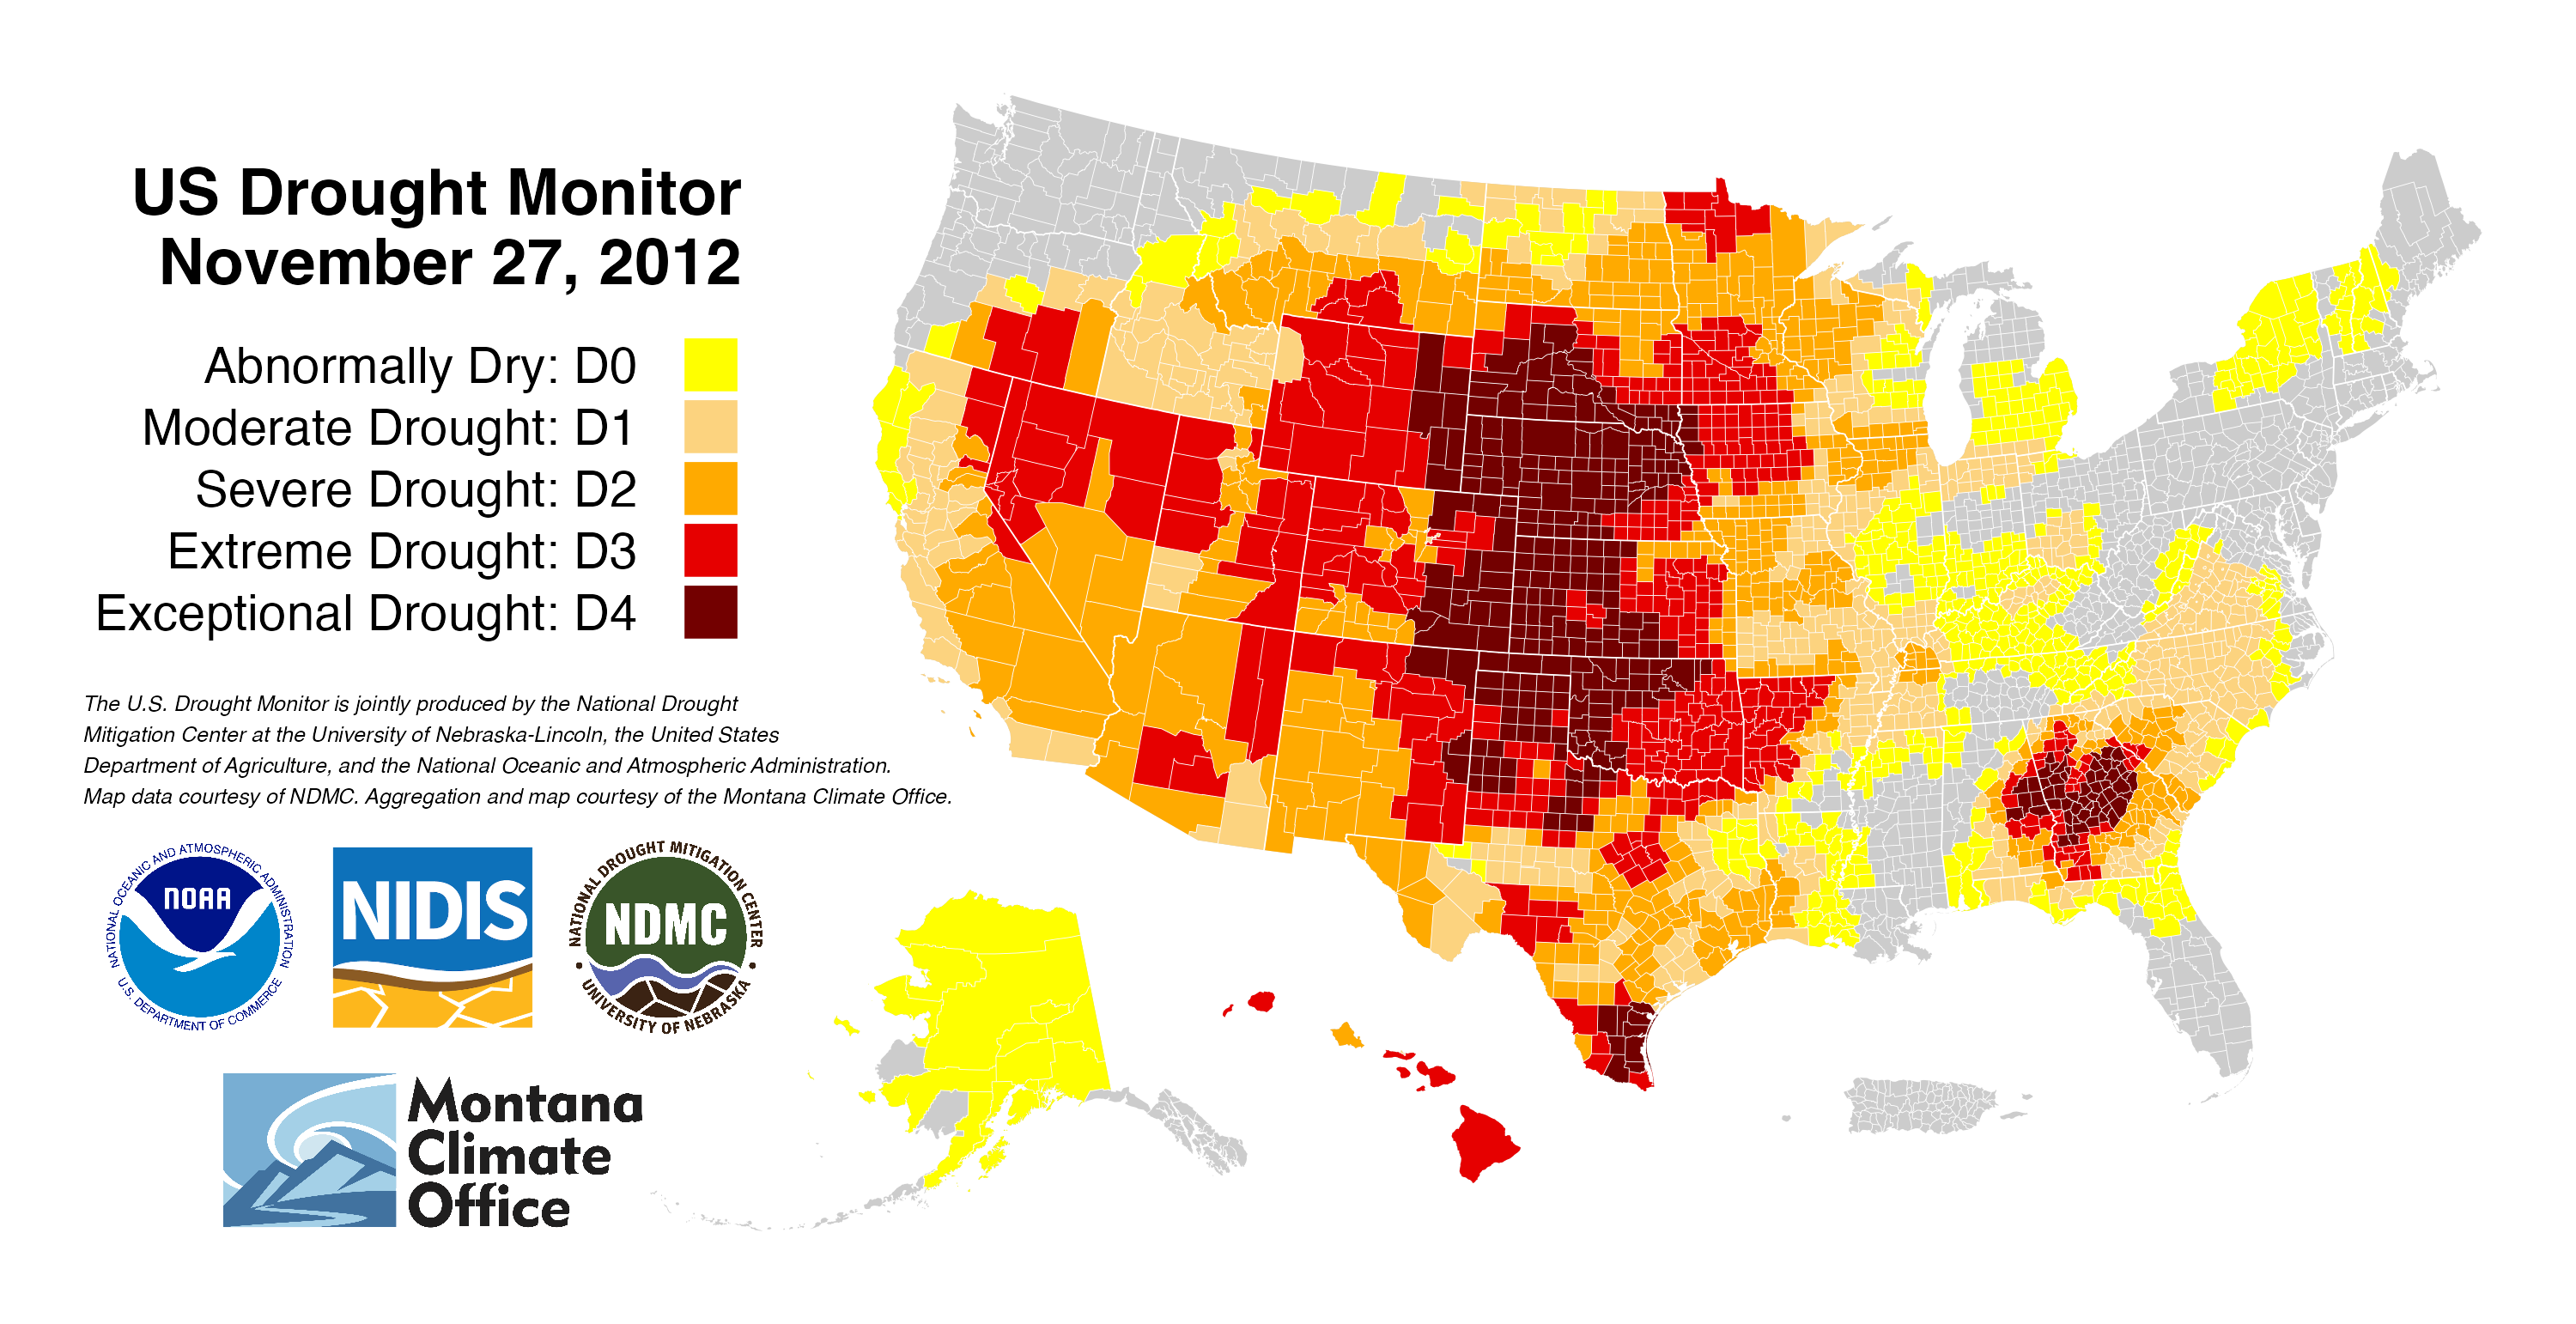 US Drought Monitor
November 27, 2012
Abnormally Dry: D0
Moderate Drought: D1
Severe Drought: D2
Extreme Drought: D3
Exceptional Drought: D4
The U.S. Drought Monitor is jointly produced by the National Drought
Mitigation Center at the University of Nebraska-Lincoln, the United States
Department of Agriculture, and the National Oceanic and Atmospheric Administration.
Map data courtesy of NDMC. Aggregation and map courtesy of the Montana Climate Office.
NATIONAL OCEANIC AND ATMOSPHERIC ADMINISTRATION
NOAA
U.S. DEPARTMENT OF COMMERCE
NIDIS
NATIONAL DROUGHT MITIGATION CENTER
NDMC
UNIVERSITY OF NEBRASKA
Montana
Climate
Office